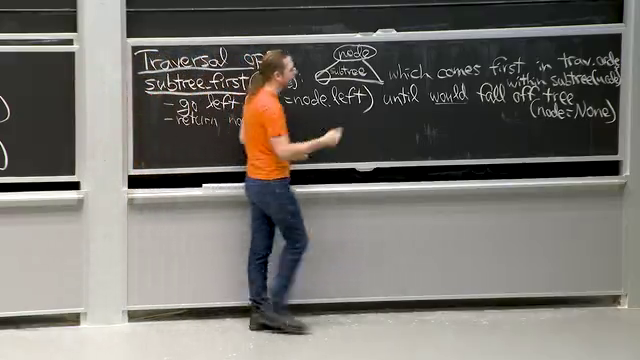 Traversal
subtree_first( node which comes first in trav. order
subtree within subtree(node)
- go left =node.left) until would fall off tree
- return (node=None)